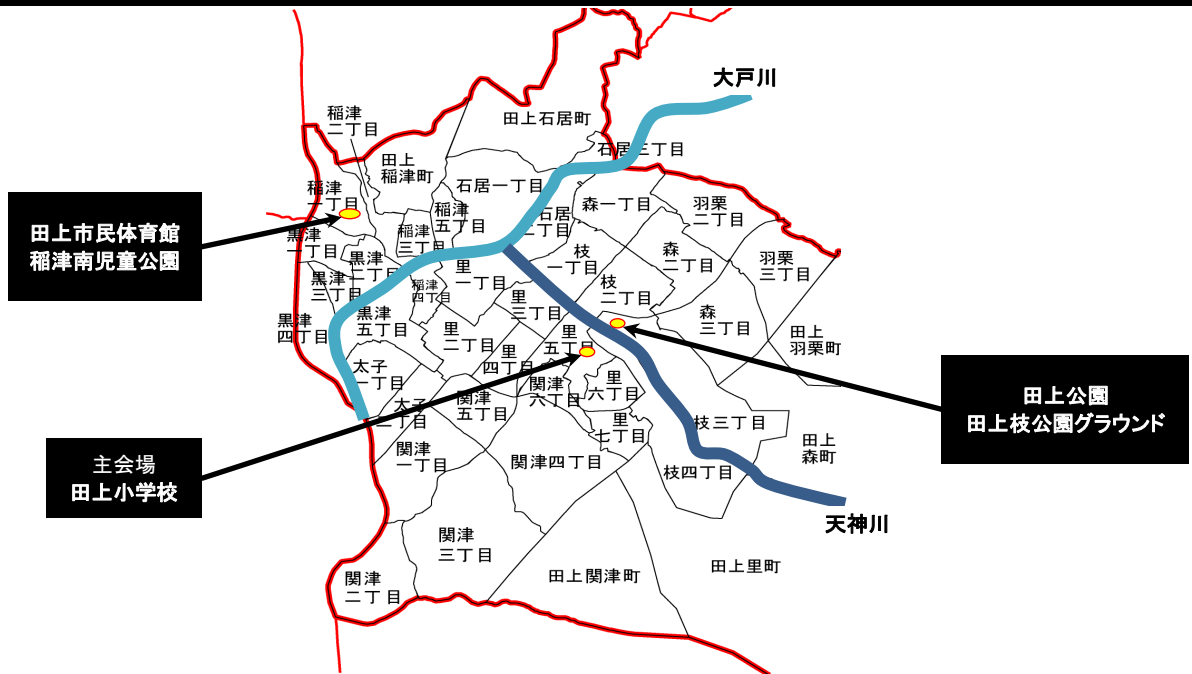 大戸川
稲津
二丁目
田上石居町
田上
稲津町
石居三丁目
石居一丁目
稲津
一丁目
稲津
五丁目
石居
二丁目
森一丁目
羽栗
二丁目
田上市民体育館
稲津南児童公園
黒津
一丁目
稲津
三丁目
黒津
二丁目
里
一丁目
枝
一丁目
森
二丁目
羽栗
三丁目
黒津
三丁目
稲津
四丁目
枝
二丁目
黒津
四丁目
黒津
五丁目
里
三丁目
里
二丁目
里
五丁目
森
三丁目
田上
羽栗町
里
四丁目
太子
一丁目
関津
六丁目
里
六丁目
田上公園
田上枝公園グラウンド
太子
二丁目
関津
五丁目
里
七丁目
枝三丁目
田上
森町
主会場
田上小学校
関津
一丁目
関津四丁目
枝四丁目
天神川
関津
三丁目
田上里町
関津
二丁目
田上関津町